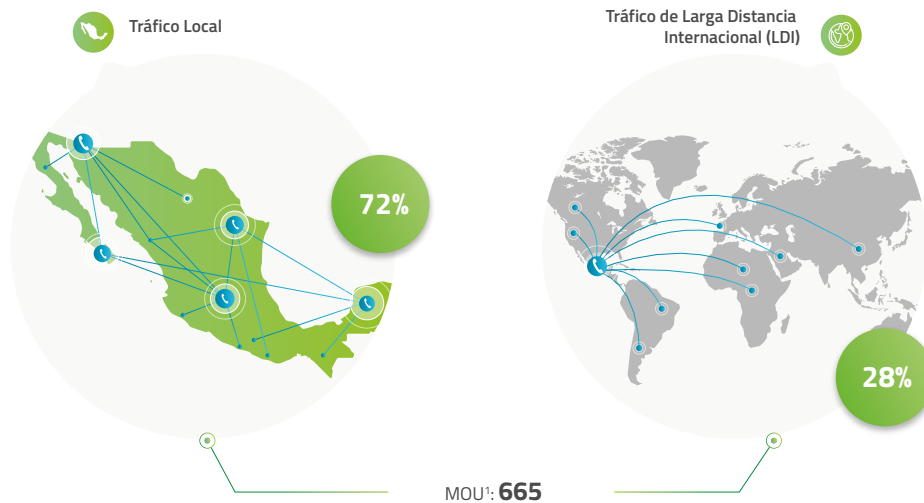 Tráfico Local
Tráfico de Larga Distancia
Internacional (LDI)
72%
28%
MOU¹: 665